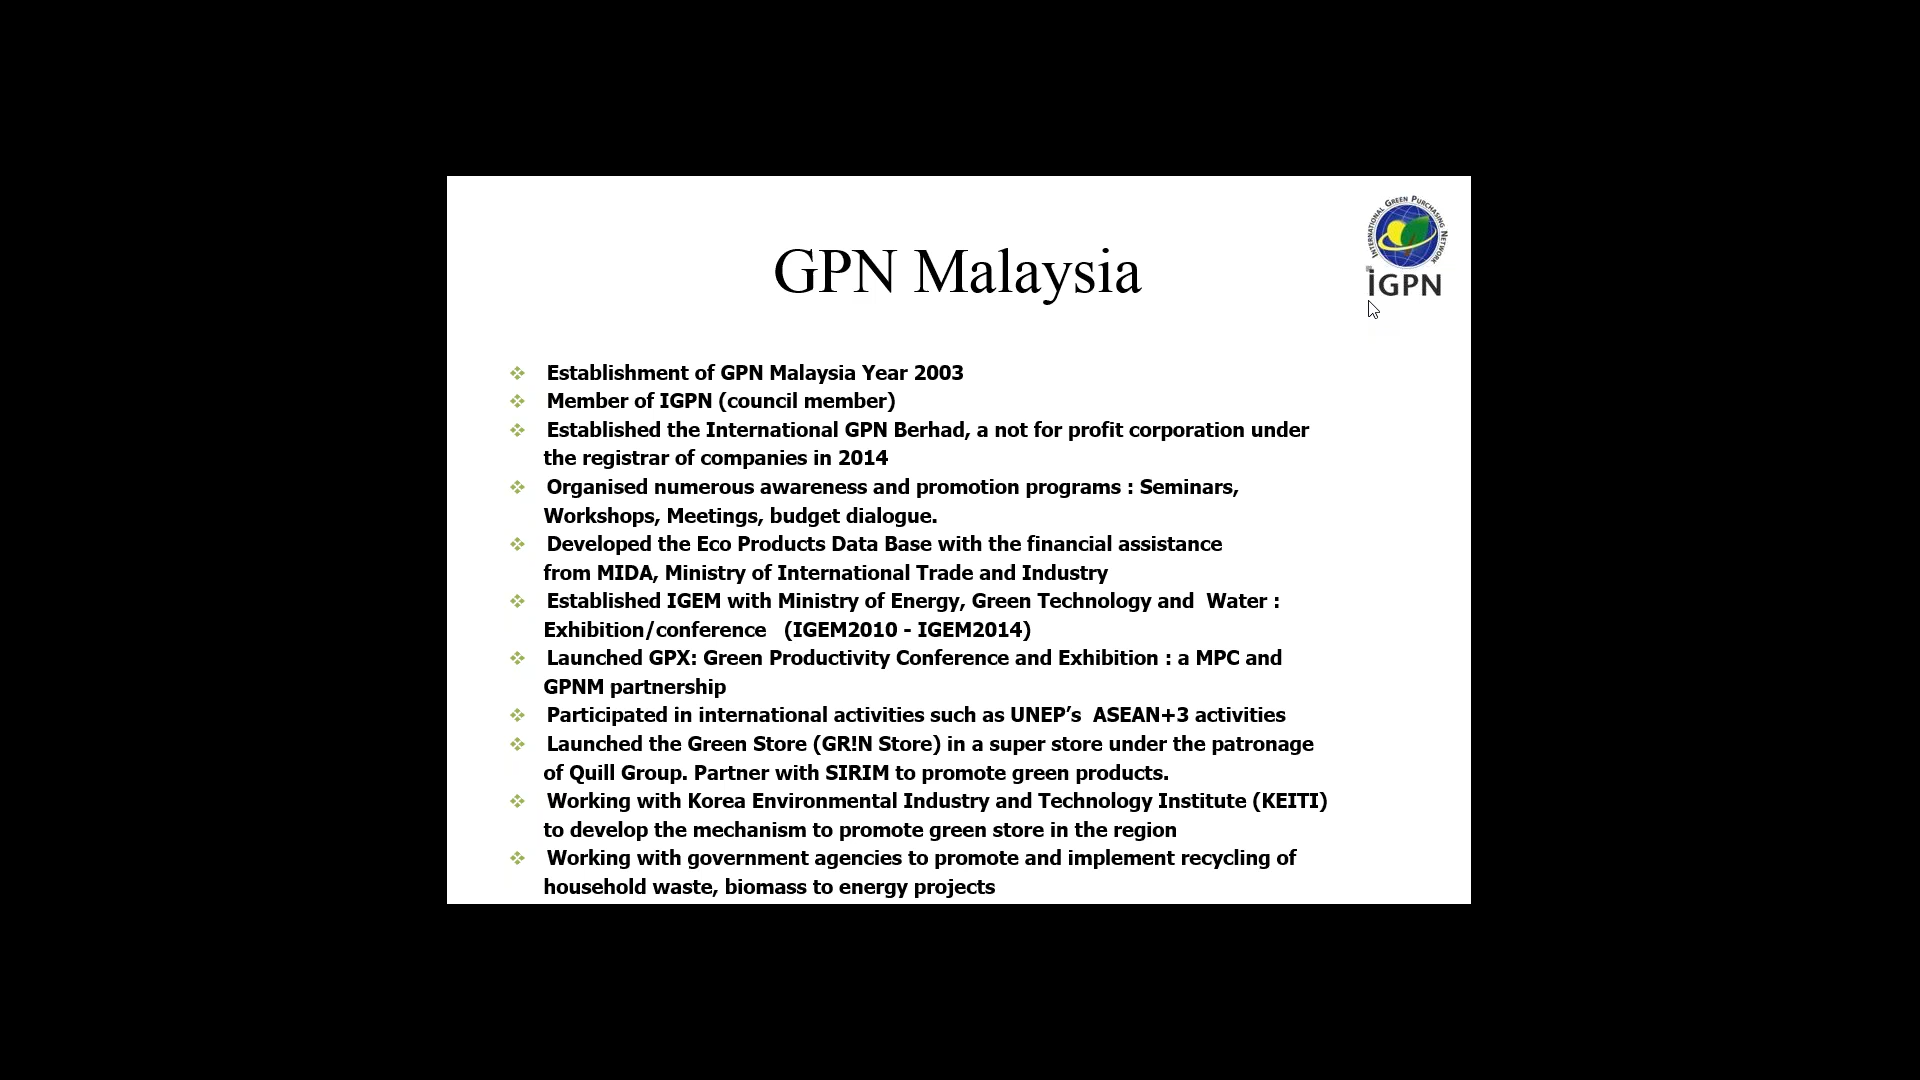 INTERNATIONAL GREEN PURCHASING NETWORK
iGPN
GPN Malaysia
Establishment of GPN Malaysia Year 2003
Member of IGPN (council member)
Established the International GPN Berhad, a not for profit corporation under
the registrar of companies in 2014
Organised numerous awareness and promotion programs : Seminars,
Workshops, Meetings, budget dialogue.
Developed the Eco Products Data Base with the financial assistance
from MIDA, Ministry of International Trade and Industry
Established IGEM with Ministry of Energy, Green Technology and  Water :
Exhibition/conference   (IGEM2010 - IGEM2014)
Launched GPX: Green Productivity Conference and Exhibition : a MPC and
GPNM partnership
Participated in international activities such as UNEP’s  ASEAN+3 activities
Launched the Green Store (GR!N Store) in a super store under the patronage
of Quill Group. Partner with SIRIM to promote green products.
Working with Korea Environmental Industry and Technology Institute (KEITI)
to develop the mechanism to promote green store in the region
Working with government agencies to promote and implement recycling of
household waste, biomass to energy projects